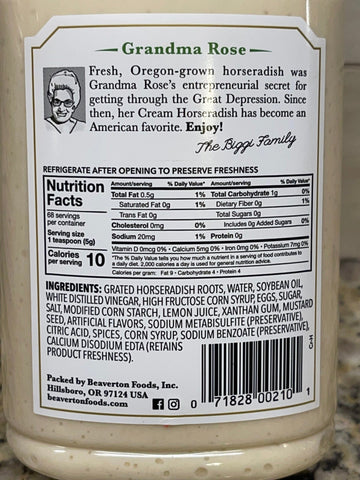 Grandma Rose
Fresh, Oregon-grown horseradish was
Grandma Rose's entrepreneurial secret for
getting through the Great Depression. Since
then, her Cream Horseradish has become an
American favorite. Enjoy!
The Biggi Family
REFRIGERATE AFTER OPENING TO PRESERVE FRESHNESS
Nutrition
Facts
68 servings
per container
Serving size
1 teaspoon (5g)
Calories
per serving 10
Amount/serving % Daily Value*
Total Fat 0.5g 1%
Saturated Fat 0g 1%
Trans Fat 0g
Cholesterol 0mg 0%
Sodium 20mg 1%
Amount/serving % Daily Value*
Total Carbohydrate 1g 0%
Dietary Fiber 0g 0%
Total Sugars 0g
Includes 0g Added Sugars 0%
Protein 0g
Vitamin D 0mcg 0% • Calcium 5mg 0% • Iron 0mg 0% • Potassium 7mg 0%
*The % Daily Value tells you how much a nutrient in a serving of food contributes to
a daily diet. 2,000 calories a day is used for general nutrition advice.
Calories per gram: Fat 9 • Carbohydrate 4 • Protein 4
INGREDIENTS: GRATED HORSERADISH ROOTS, WATER, SOYBEAN OIL,
WHITE DISTILLED VINEGAR, HIGH FRUCTOSE CORN SYRUP, EGGS, SUGAR,
SALT, MODIFIED CORN STARCH, LEMON JUICE, XANTHAN GUM, MUSTARD
SEED, ARTIFICIAL FLAVORS, SODIUM METABISULFITE (PRESERVATIVE),
CITRIC ACID, SPICES, CORN SYRUP, SODIUM BENZOATE (PRESERVATIVE),
CALCIUM DISODIUM EDTA (RETAINS
PRODUCT FRESHNESS).
Packed by Beaverton Foods, Inc.
Hillsboro, OR 97124 USA
beavertonfoods.com
0 71828 00210 1